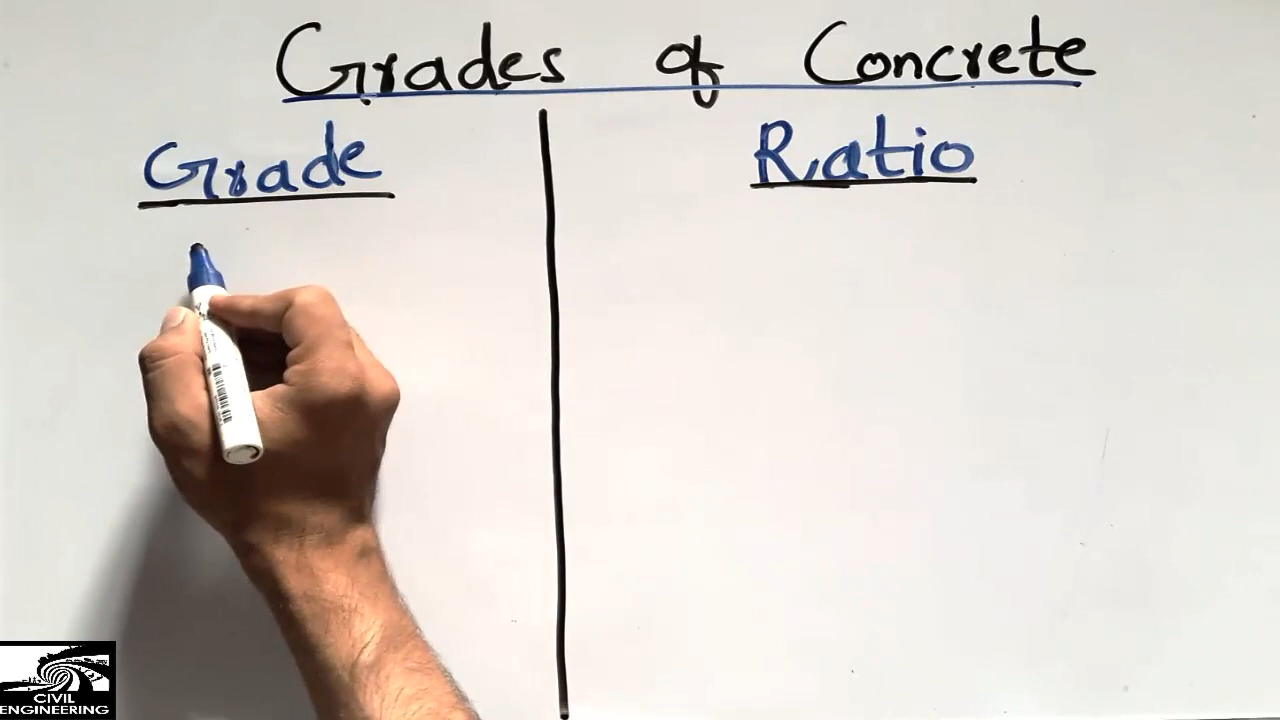 Grades of Concrete
Grade
Ratio
CIVIL
ENGINEERING